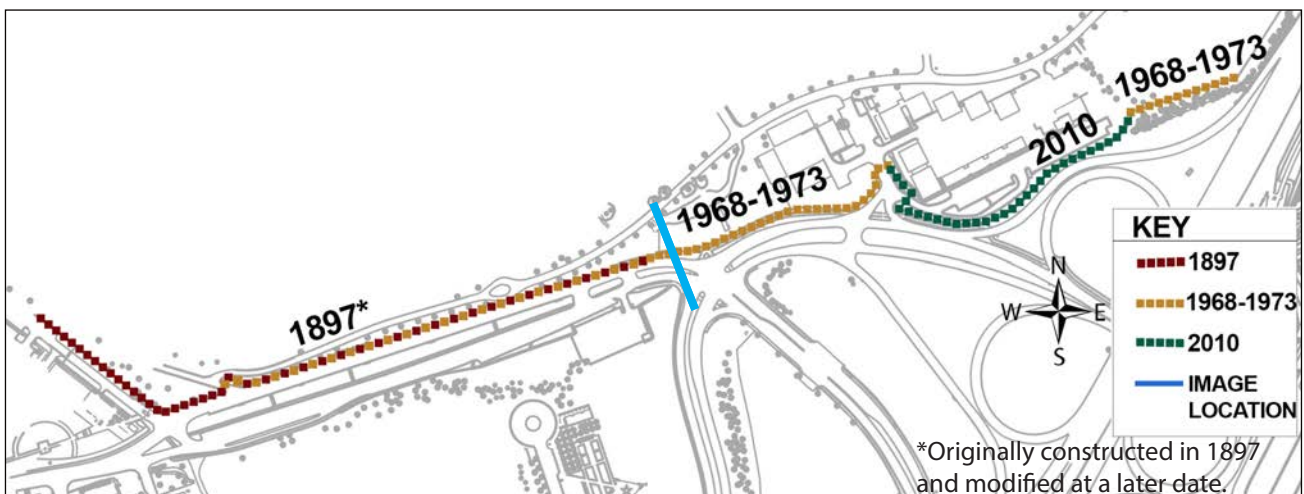 1968-1973
2010
1968-1973
1897*
KEY
1897
1968-1973
2010
IMAGE
LOCATION
N
W E
S
*Originally constructed in 1897
and modified at a later date.